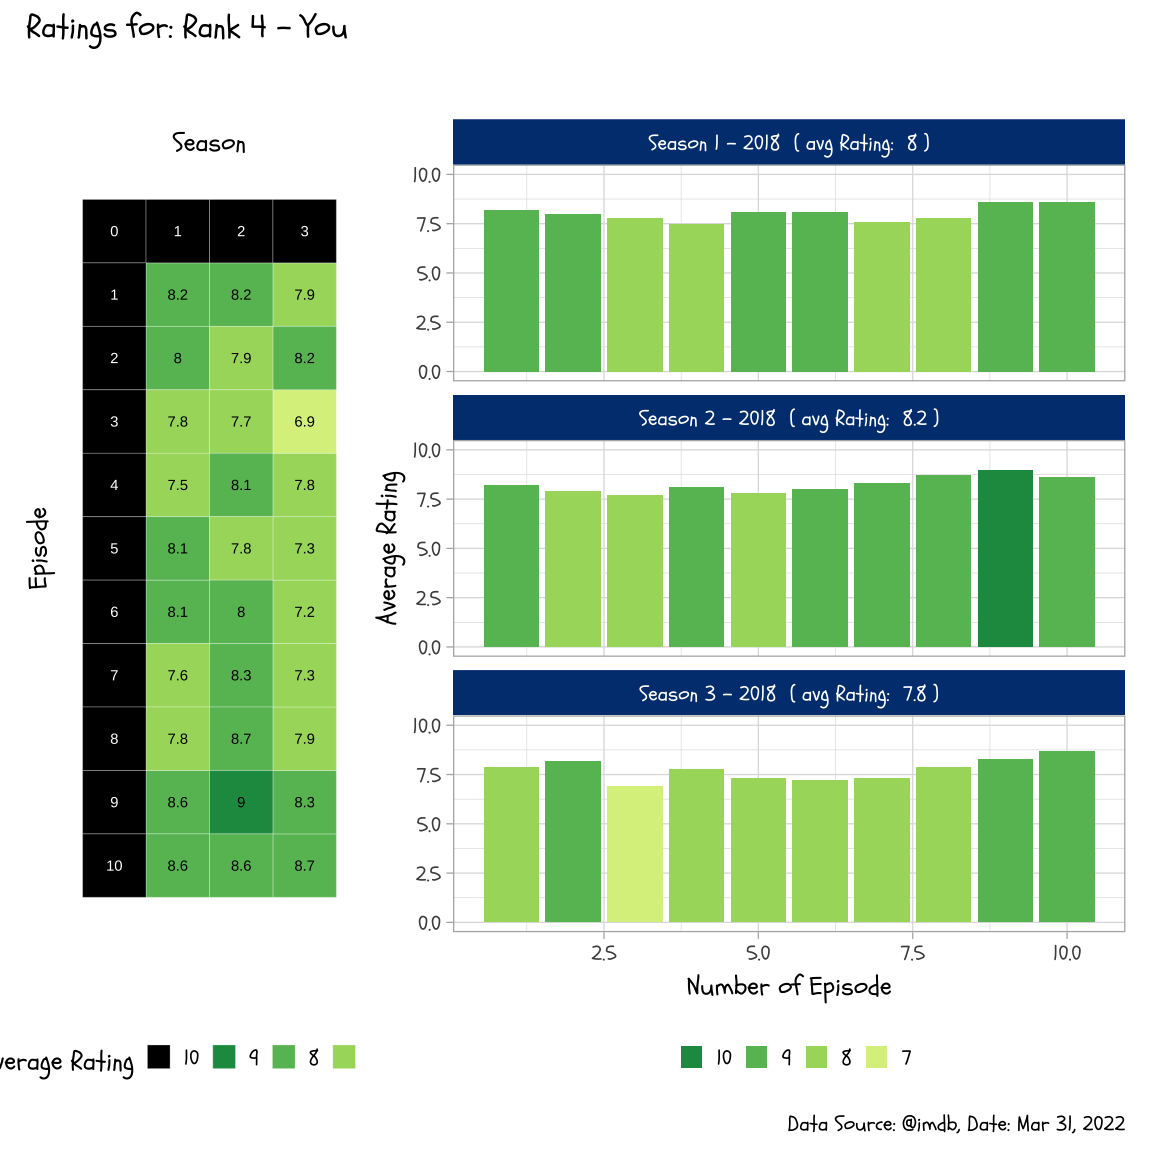 Ratings for: Rank 4 - You
Season
0 1 2 3
1 8.2 8.2 7.9
2 8 7.9 8.2
3 7.8 7.7 6.9
4 7.5 8.1 7.8
5 8.1 7.8 7.3
6 8.1 8 7.2
7 7.6 8.3 7.3
8 7.8 8.7 7.9
9 8.6 9 8.3
10 8.6 8.6 8.7
Episode
verage Rating 10 9 8
Season 1 - 2018 ( avg Rating: 8 )
10.0
7.5
5.0
2.5
0.0
Season 2 - 2018 ( avg Rating: 8.2 )
10.0
7.5
5.0
2.5
0.0
Season 3 - 2018 ( avg Rating: 7.8 )
10.0
7.5
5.0
2.5
0.0
Average Rating
2.5 5.0 7.5 10.0
Number of Episode
10 9 8 7
Data Source: @imdb, Date: Mar 31, 2022